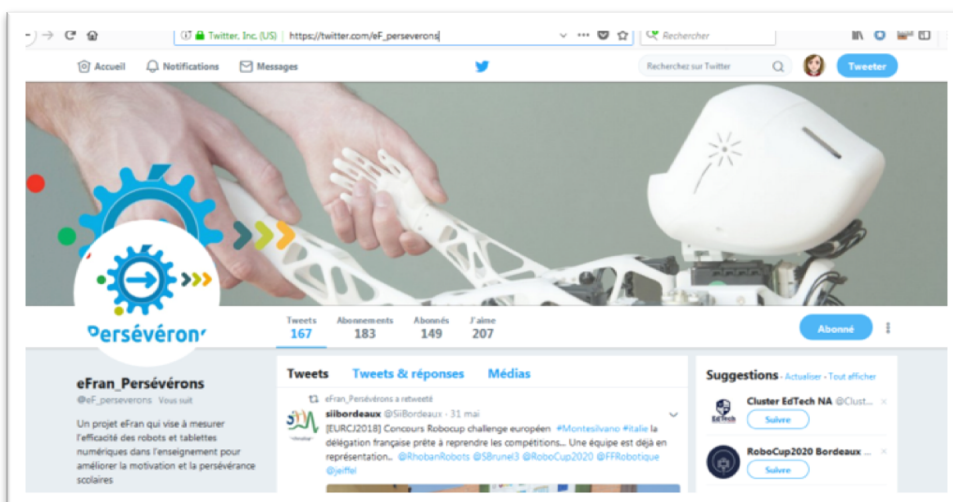 Twitter, Inc. (US) https://twitter.com/eF_perseverons Rechercher
Accueil Notifications Messages Recherchez sur Twitter Tweeter
Persévéron
Tweets Abonnements Abonnés J'aime
167 183 149 207
Abonné
eFran_Persévérons
@eF_perseverons Vous suit
Un projet eFran qui vise à mesurer
l'efficacité des robots et tablettes
numériques dans l'enseignement pour
améliorer la motivation et la persévérance
scolaires
Tweets Tweets & réponses Médias
eFran_Persévérons a retweeté
siibordeaux @SiiBordeaux · 31 mai
[EURCJ2018] Concours Robocup challenge européen #Montesilvano #italie la
délégation française prête à reprendre les compétitions... Une équipe est déjà en
représentation... @RhobanRobots @SBrunel3 @RoboCup2020 @FFRobotique
@jeiffel
Suggestions · Actualiser · Tout afficher
Cluster EdTech NA @Clust...
EdTech
Suivre
RoboCup2020 Bordeaux ...
Suivre